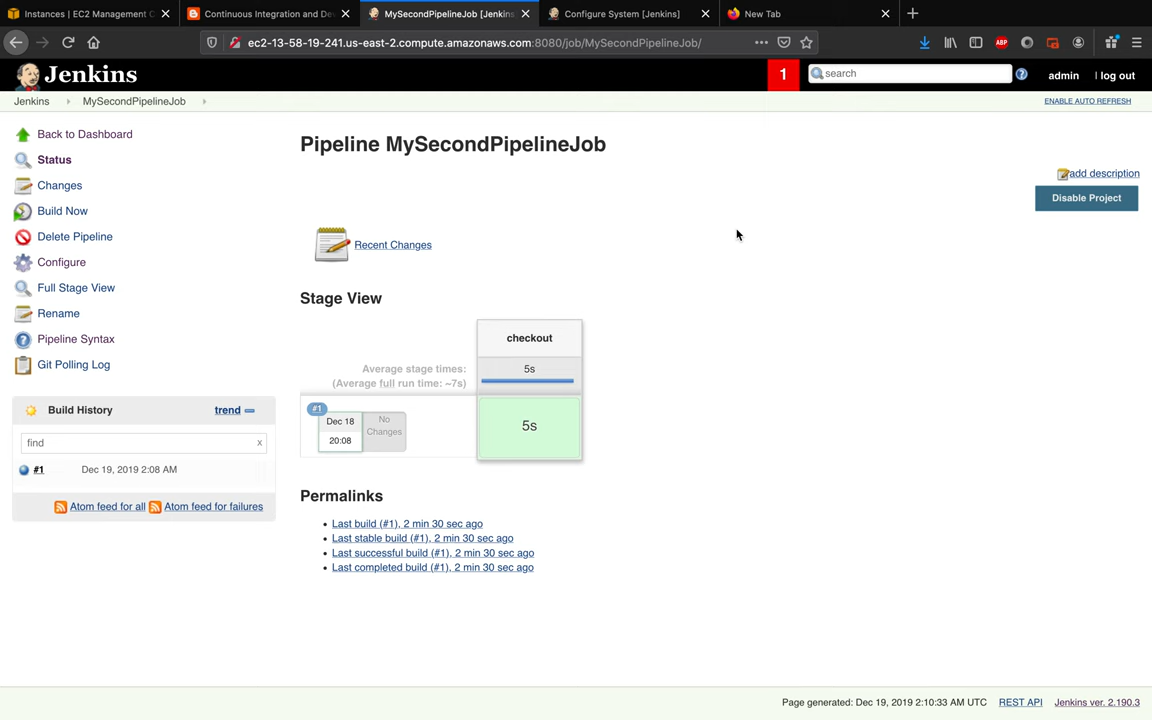 Instances | EC2 Management C
Continuous Integration and De
MySecondPipelineJob [Jenkins
Configure System [Jenkins]
New Tab
ec2-13-58-19-241.us-east-2.compute.amazonaws.com:8080/job/MySecondPipelineJob/
ABP
Jenkins
1
search
admin
| log out
Jenkins
MySecondPipelineJob
ENABLE AUTO REFRESH
Back to Dashboard
Status
Changes
Build Now
Delete Pipeline
Configure
Full Stage View
Rename
Pipeline Syntax
Git Polling Log
Build History
trend
find
x
#1
Dec 19, 2019 2:08 AM
Atom feed for all
Atom feed for failures
Pipeline MySecondPipelineJob
add description
Disable Project
Recent Changes
Stage View
checkout
Average stage times:
5s
(Average full run time: ~7s)
#1
Dec 18
20:08
No
Changes
5s
Permalinks
Last build (#1), 2 min 30 sec ago
Last stable build (#1), 2 min 30 sec ago
Last successful build (#1), 2 min 30 sec ago
Last completed build (#1), 2 min 30 sec ago
Page generated: Dec 19, 2019 2:10:33 AM UTC
REST API
Jenkins ver. 2.190.3